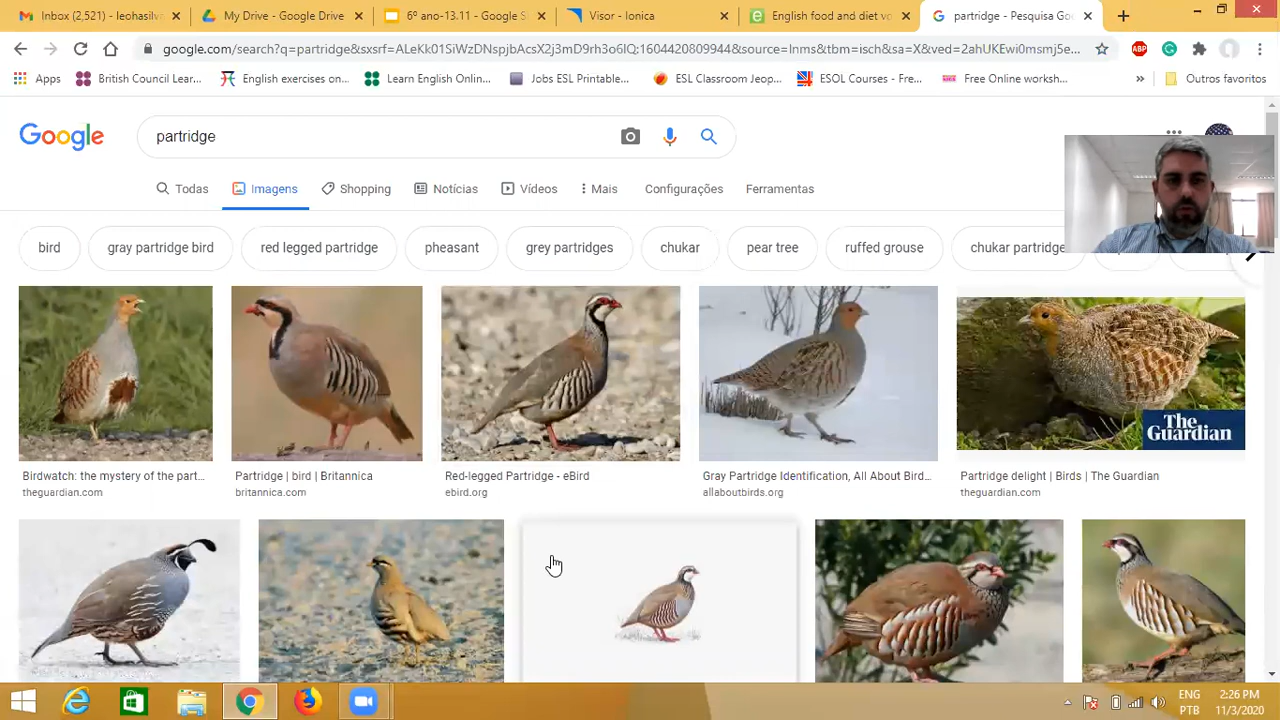 Inbox (2,521) - leohasilv
My Drive - Google Drive
6º ano-13.11 - Google S
Visor - Ionica
English food and diet vo
partridge - Pesquisa Goo
google.com/search?q=partridge&sxsrf=ALeKk01SiWzDNspjbAcsX2j3mD9rh3o6IQ:1604420809944&source=lnms&tbm=isch&sa=X&ved=2ahUKEwi0msmj5e...
ABP
Apps
British Council Lear...
English exercises on...
Learn English Onlin...
Jobs ESL Printable...
ESL Classroom Jeop...
ESOL Courses - Fre...
Free Online worksh...
»
Outros favoritos
Google
partridge
Todas
Imagens
Shopping
Notícias
Vídeos
Mais
Configurações
Ferramentas
bird
gray partridge bird
red legged partridge
pheasant
grey partridges
chukar
pear tree
ruffed grouse
chukar partridge
The Guardian
Birdwatch: the mystery of the part...
theguardian.com
Partridge | bird | Britannica
britannica.com
Red-legged Partridge - eBird
ebird.org
Gray Partridge Identification, All About Bird...
allaboutbirds.org
Partridge delight | Birds | The Guardian
theguardian.com
ENG
PTB
2:26 PM
11/3/2020